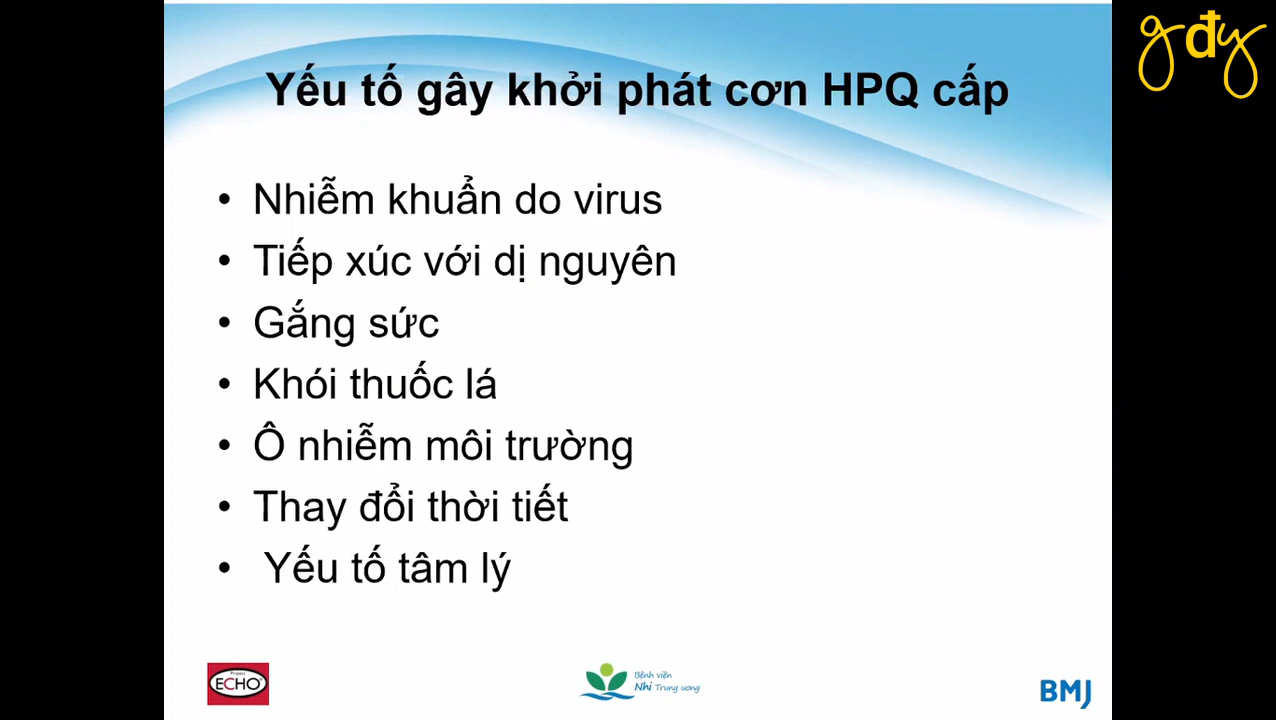 gđy
Yếu tố gây khởi phát cơn HPQ cấp
• Nhiễm khuẩn do virus
• Tiếp xúc với dị nguyên
• Gắng sức
• Khói thuốc lá
• Ô nhiễm môi trường
• Thay đổi thời tiết
• Yếu tố tâm lý
Project
ECHO
Bệnh viện
Nhi Trung ương
BMJ